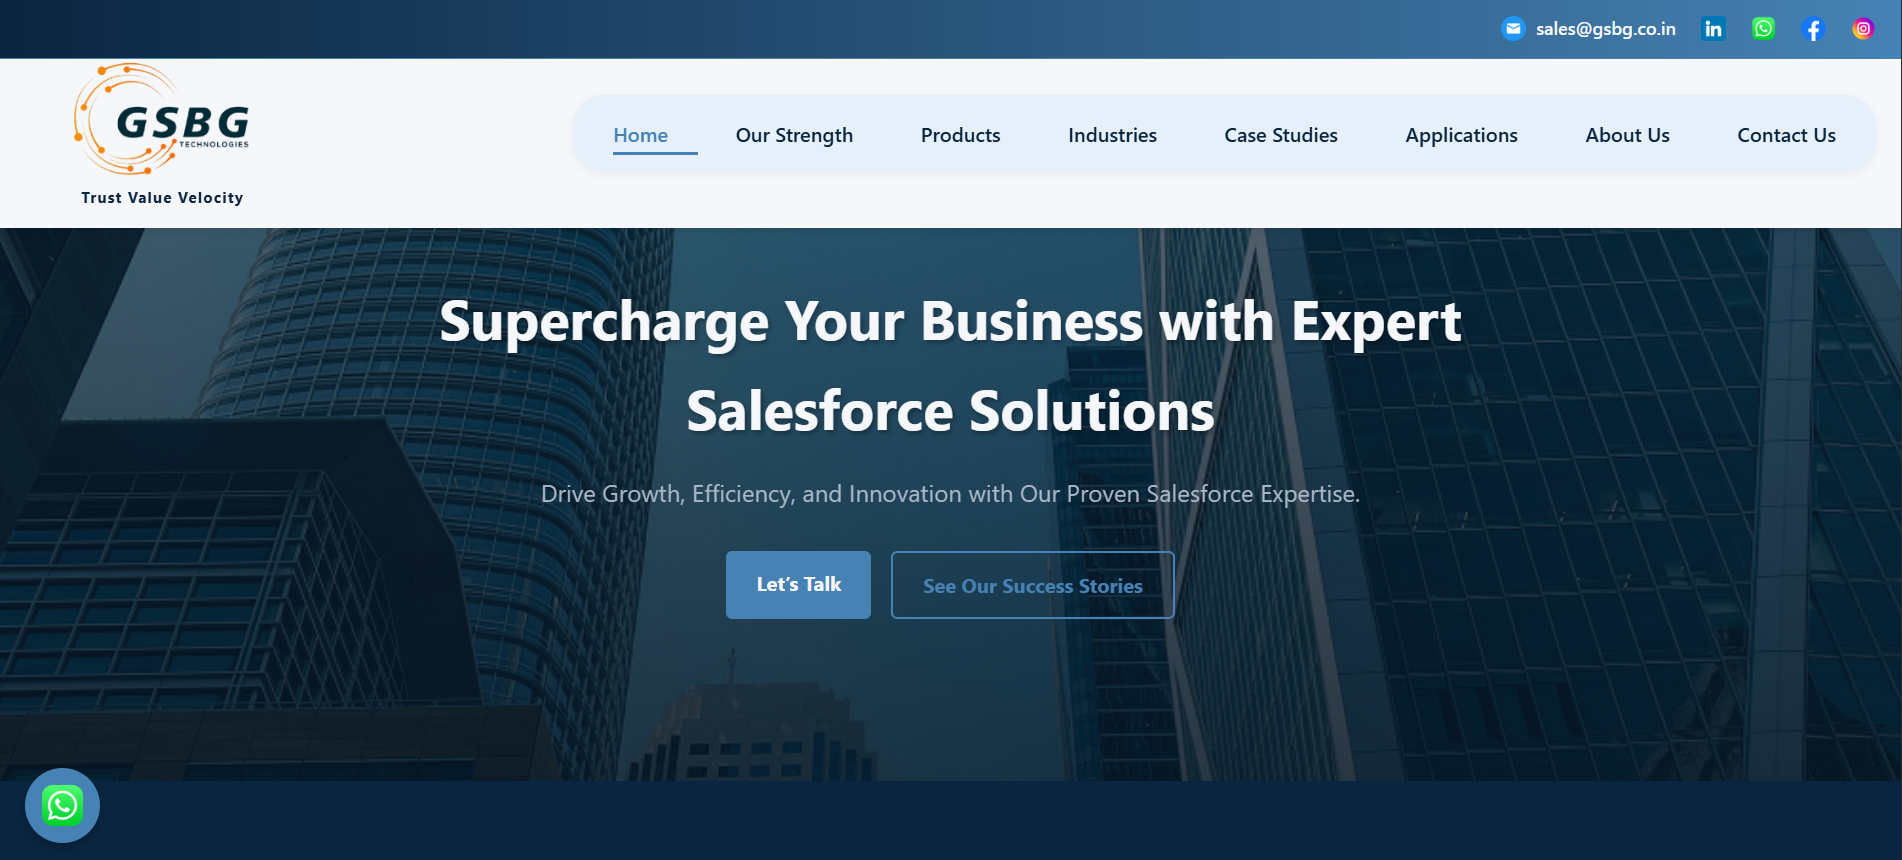 sales@gsbg.co.in
GSBG
TECHNOLOGIES
Trust Value Velocity
Home Our Strength Products Industries Case Studies Applications About Us Contact Us
Supercharge Your Business with Expert
Salesforce Solutions
Drive Growth, Efficiency, and Innovation with Our Proven Salesforce Expertise.
Let’s Talk See Our Success Stories